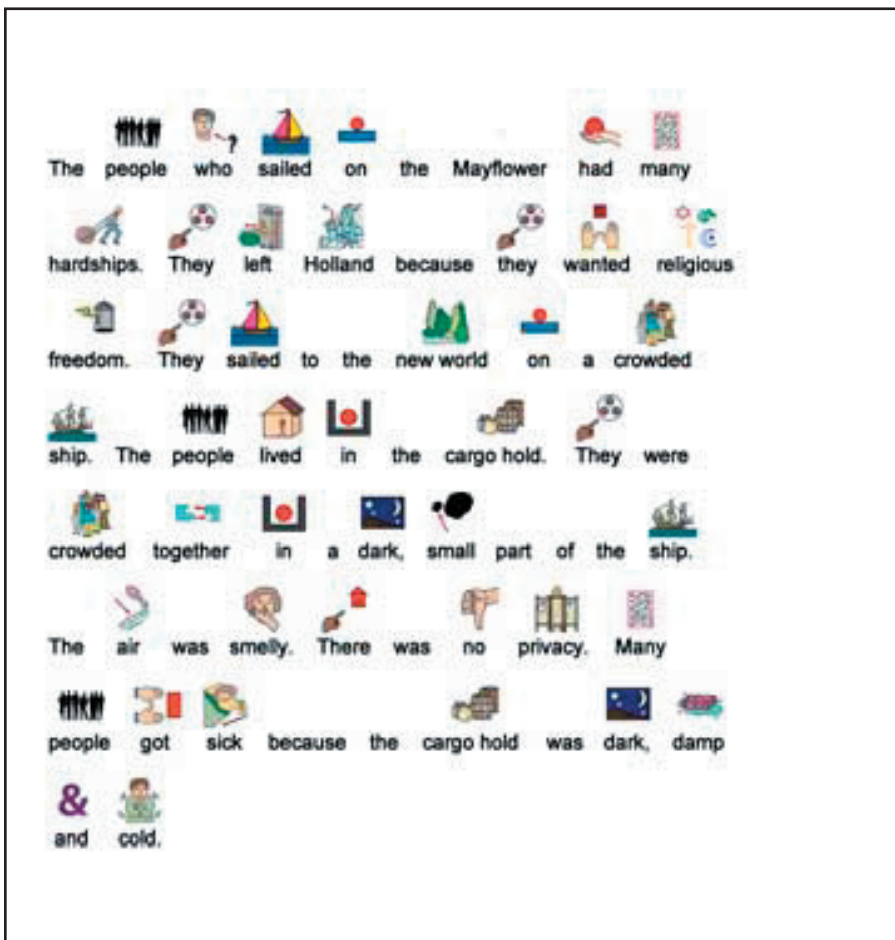 The people who sailed on the Mayflower had many
hardships. They left Holland because they wanted religious
freedom. They sailed to the new world on a crowded
ship. The people lived in the cargo hold. They were
crowded together in a dark, small part of the ship.
The air was smelly. There was no privacy. Many
people got sick because the cargo hold was dark, damp
&
and cold.